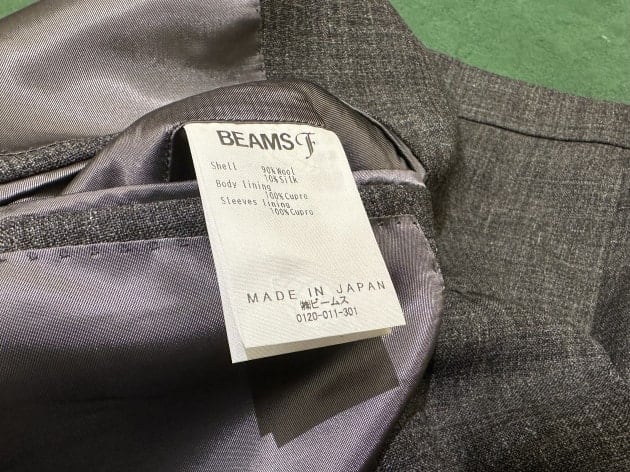 BEAMS F
Shell 90% Wool
10% Silk
Body lining
100% Cupro
Sleeves lining
100% Cupro
MADE IN JAPAN
㈱ビームス
0120-011-301